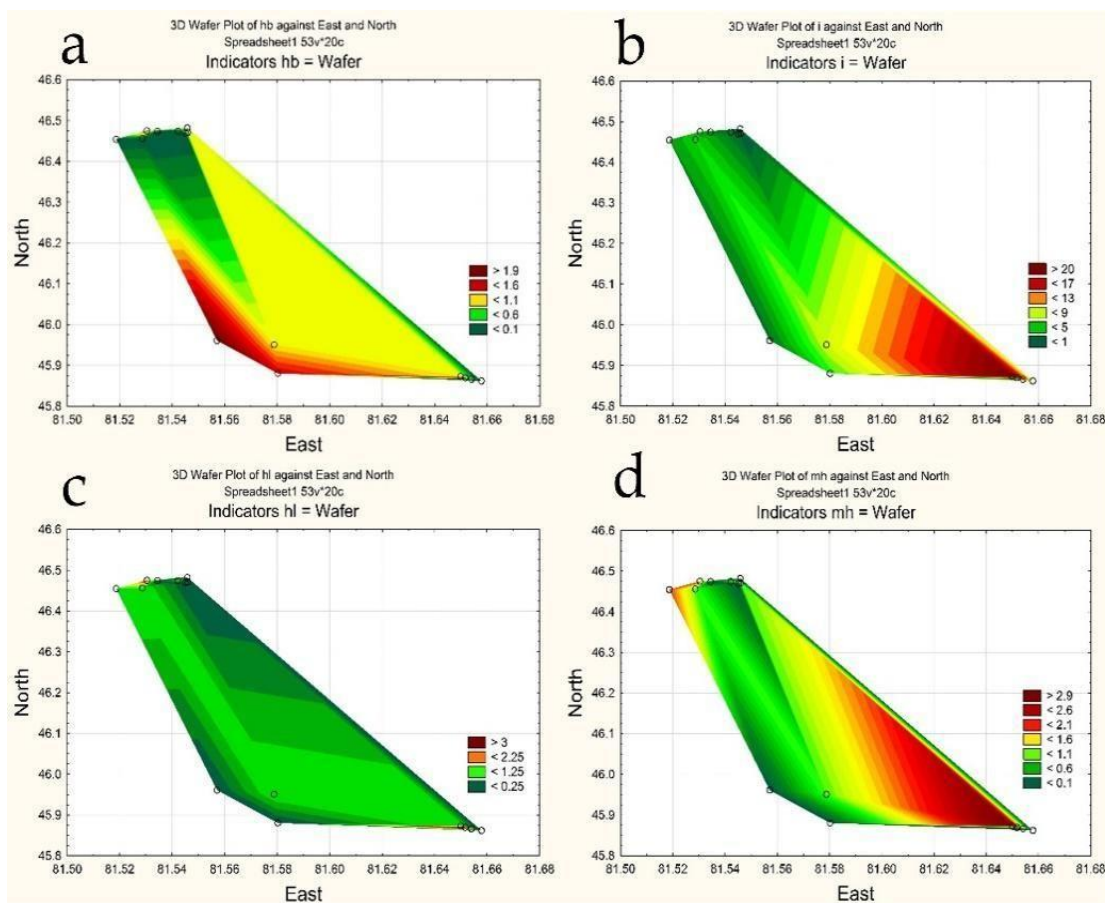 a
3D Wafer Plot of hb against East and North
Spreadsheet1 53v*20c
Indicators hb = Wafer
46.6
46.5
46.4
46.3
46.2
46.1
46.0
45.9
45.8
North
> 1.9
< 1.6
< 1.1
< 0.6
< 0.1
81.50 81.52 81.54 81.56 81.58 81.60 81.62 81.64 81.66 81.68
East
b
3D Wafer Plot of i against East and North
Spreadsheet1 53v*20c
Indicators i = Wafer
46.6
46.5
46.4
46.3
46.2
46.1
46.0
45.9
45.8
North
> 20
< 17
< 13
< 9
< 5
< 1
81.50 81.52 81.54 81.56 81.58 81.60 81.62 81.64 81.66 81.68
East
c
3D Wafer Plot of hl against East and North
Spreadsheet1 53v*20c
Indicators hl = Wafer
46.6
46.5
46.4
46.3
46.2
46.1
46.0
45.9
45.8
North
> 3
< 2.25
< 1.25
< 0.25
81.50 81.52 81.54 81.56 81.58 81.60 81.62 81.64 81.66 81.68
East
d
3D Wafer Plot of mh against East and North
Spreadsheet1 53v*20c
Indicators mh = Wafer
46.6
46.5
46.4
46.3
46.2
46.1
46.0
45.9
45.8
North
> 2.9
< 2.6
< 2.1
< 1.6
< 1.1
< 0.6
< 0.1
81.50 81.52 81.54 81.56 81.58 81.60 81.62 81.64 81.66 81.68
East